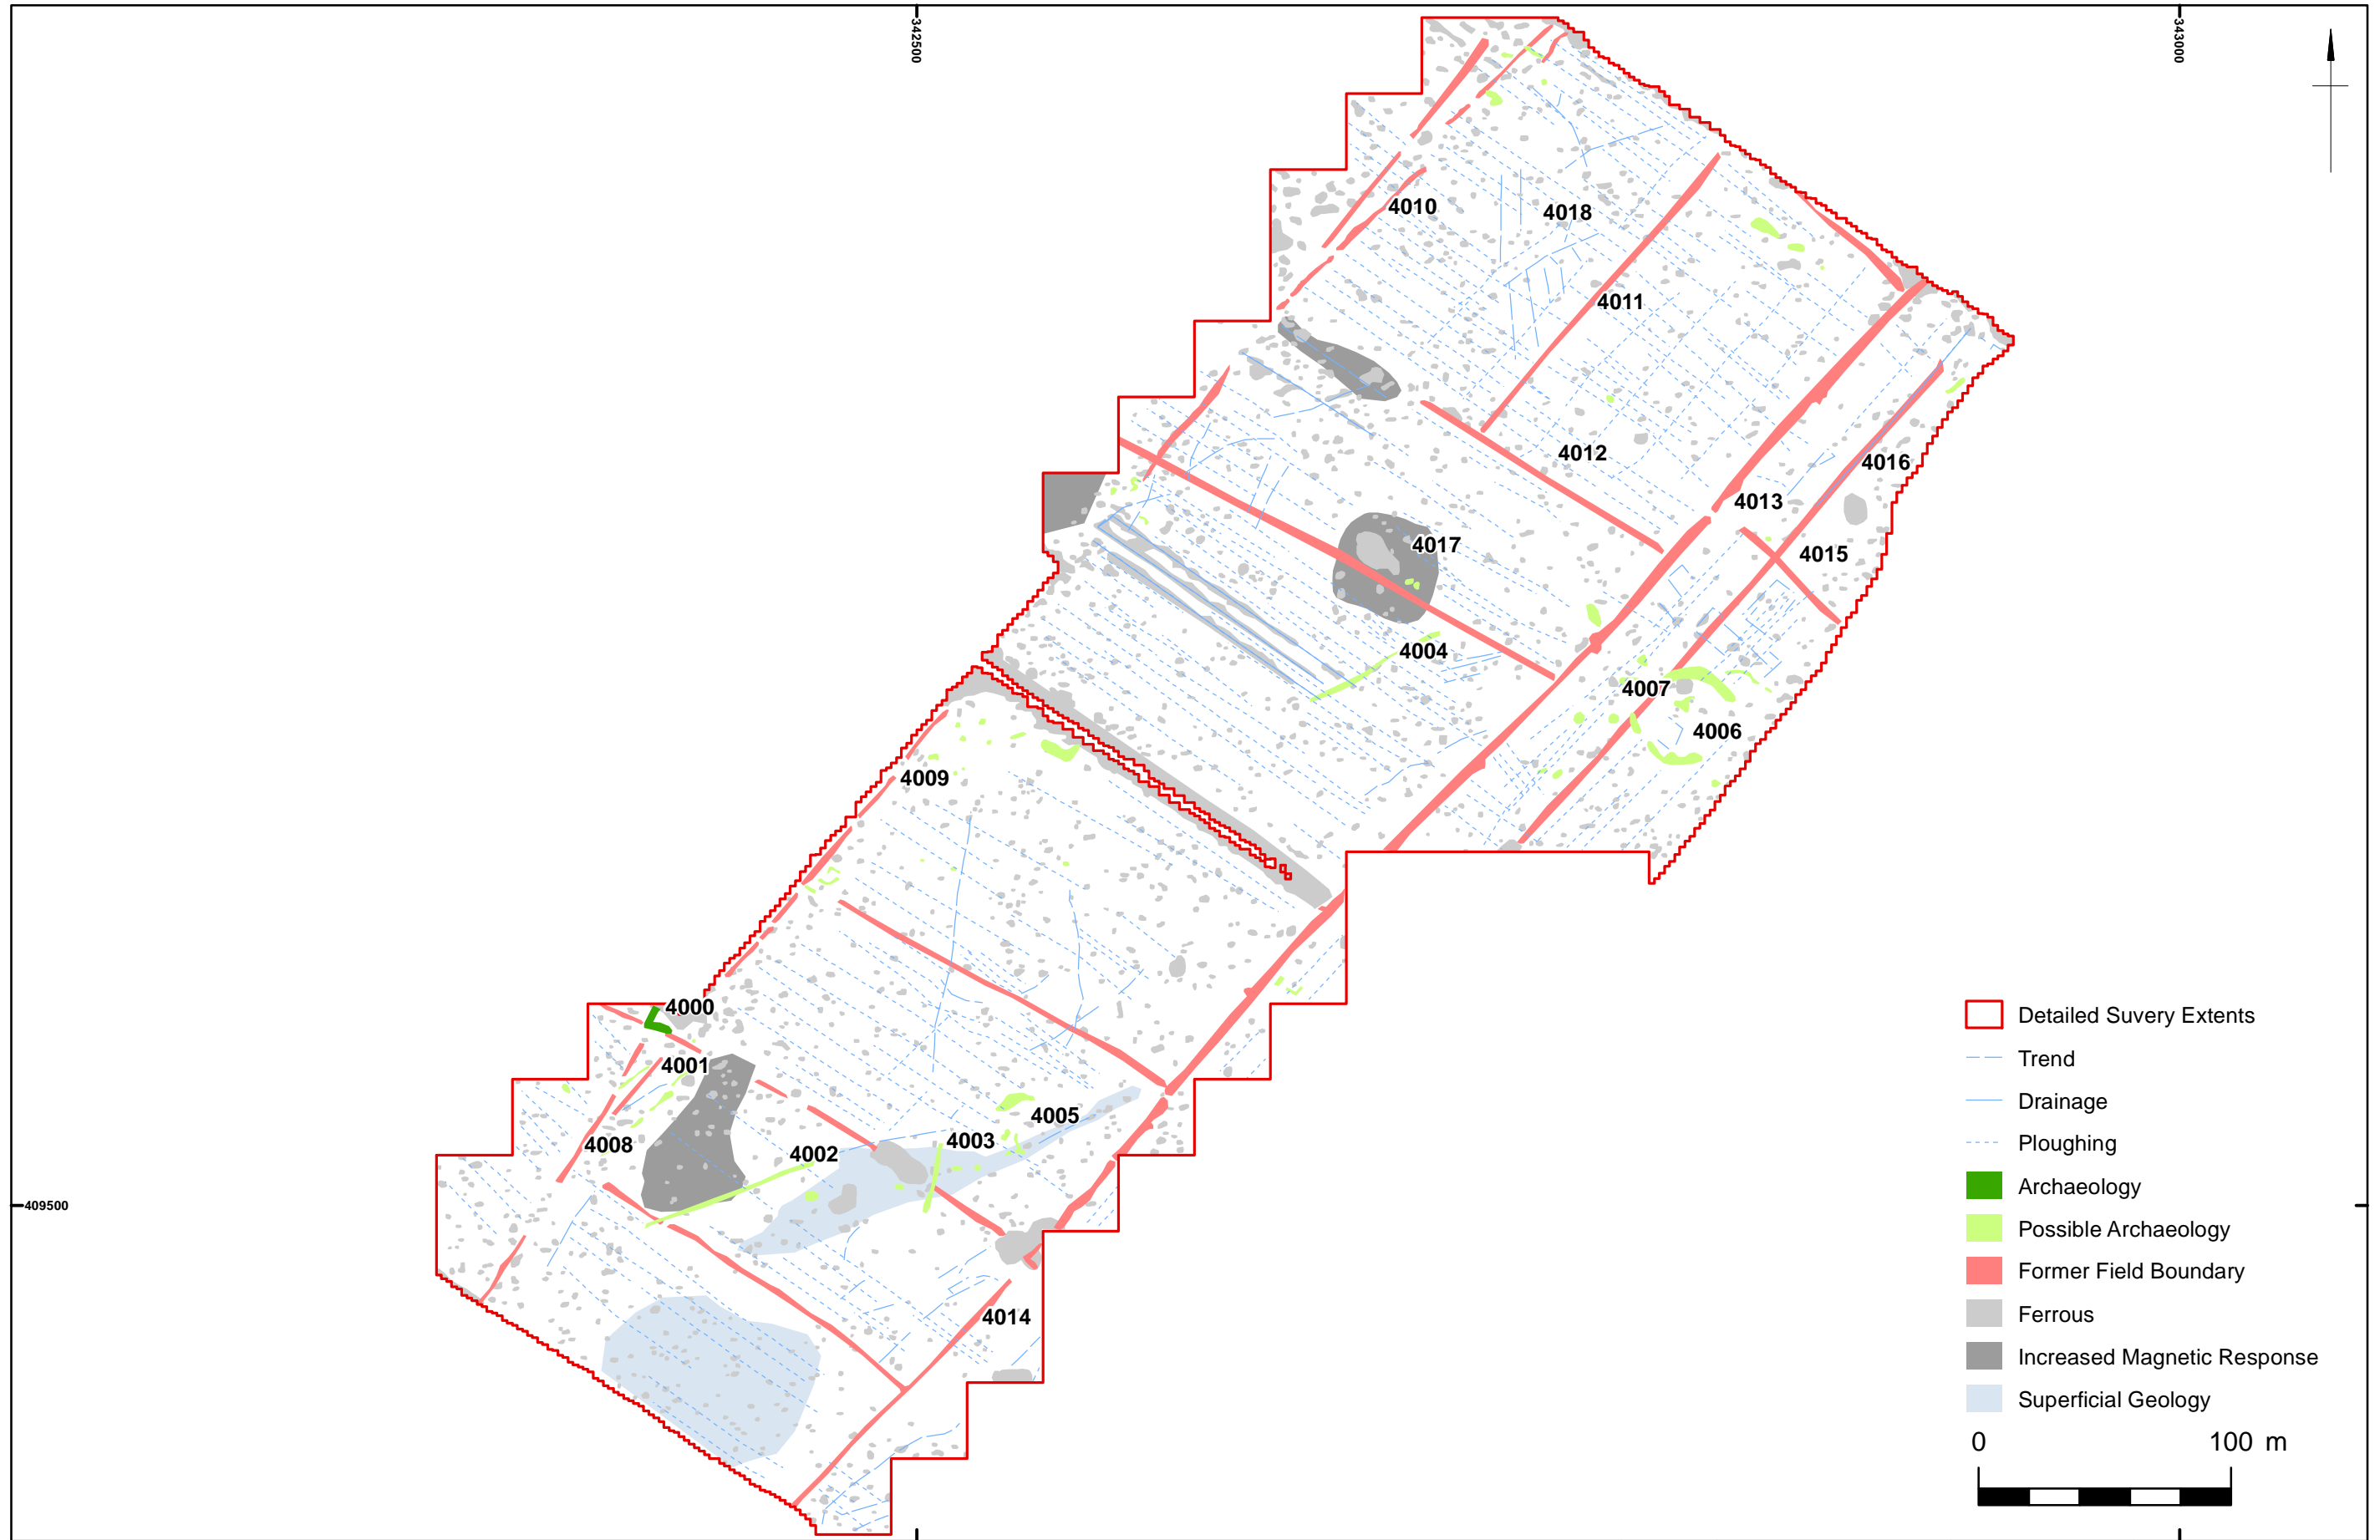 342500
343000
4010
4018
4011
4012
4016
4013
4017
4015
4004
4007
4006
4009
4000
4001
4005
4003
4008
4002
409500
4014
Detailed Suvery Extents
Trend
Drainage
Ploughing
Archaeology
Possible Archaeology
Former Field Boundary
Ferrous
Increased Magnetic Response
Superficial Geology
0 100 m